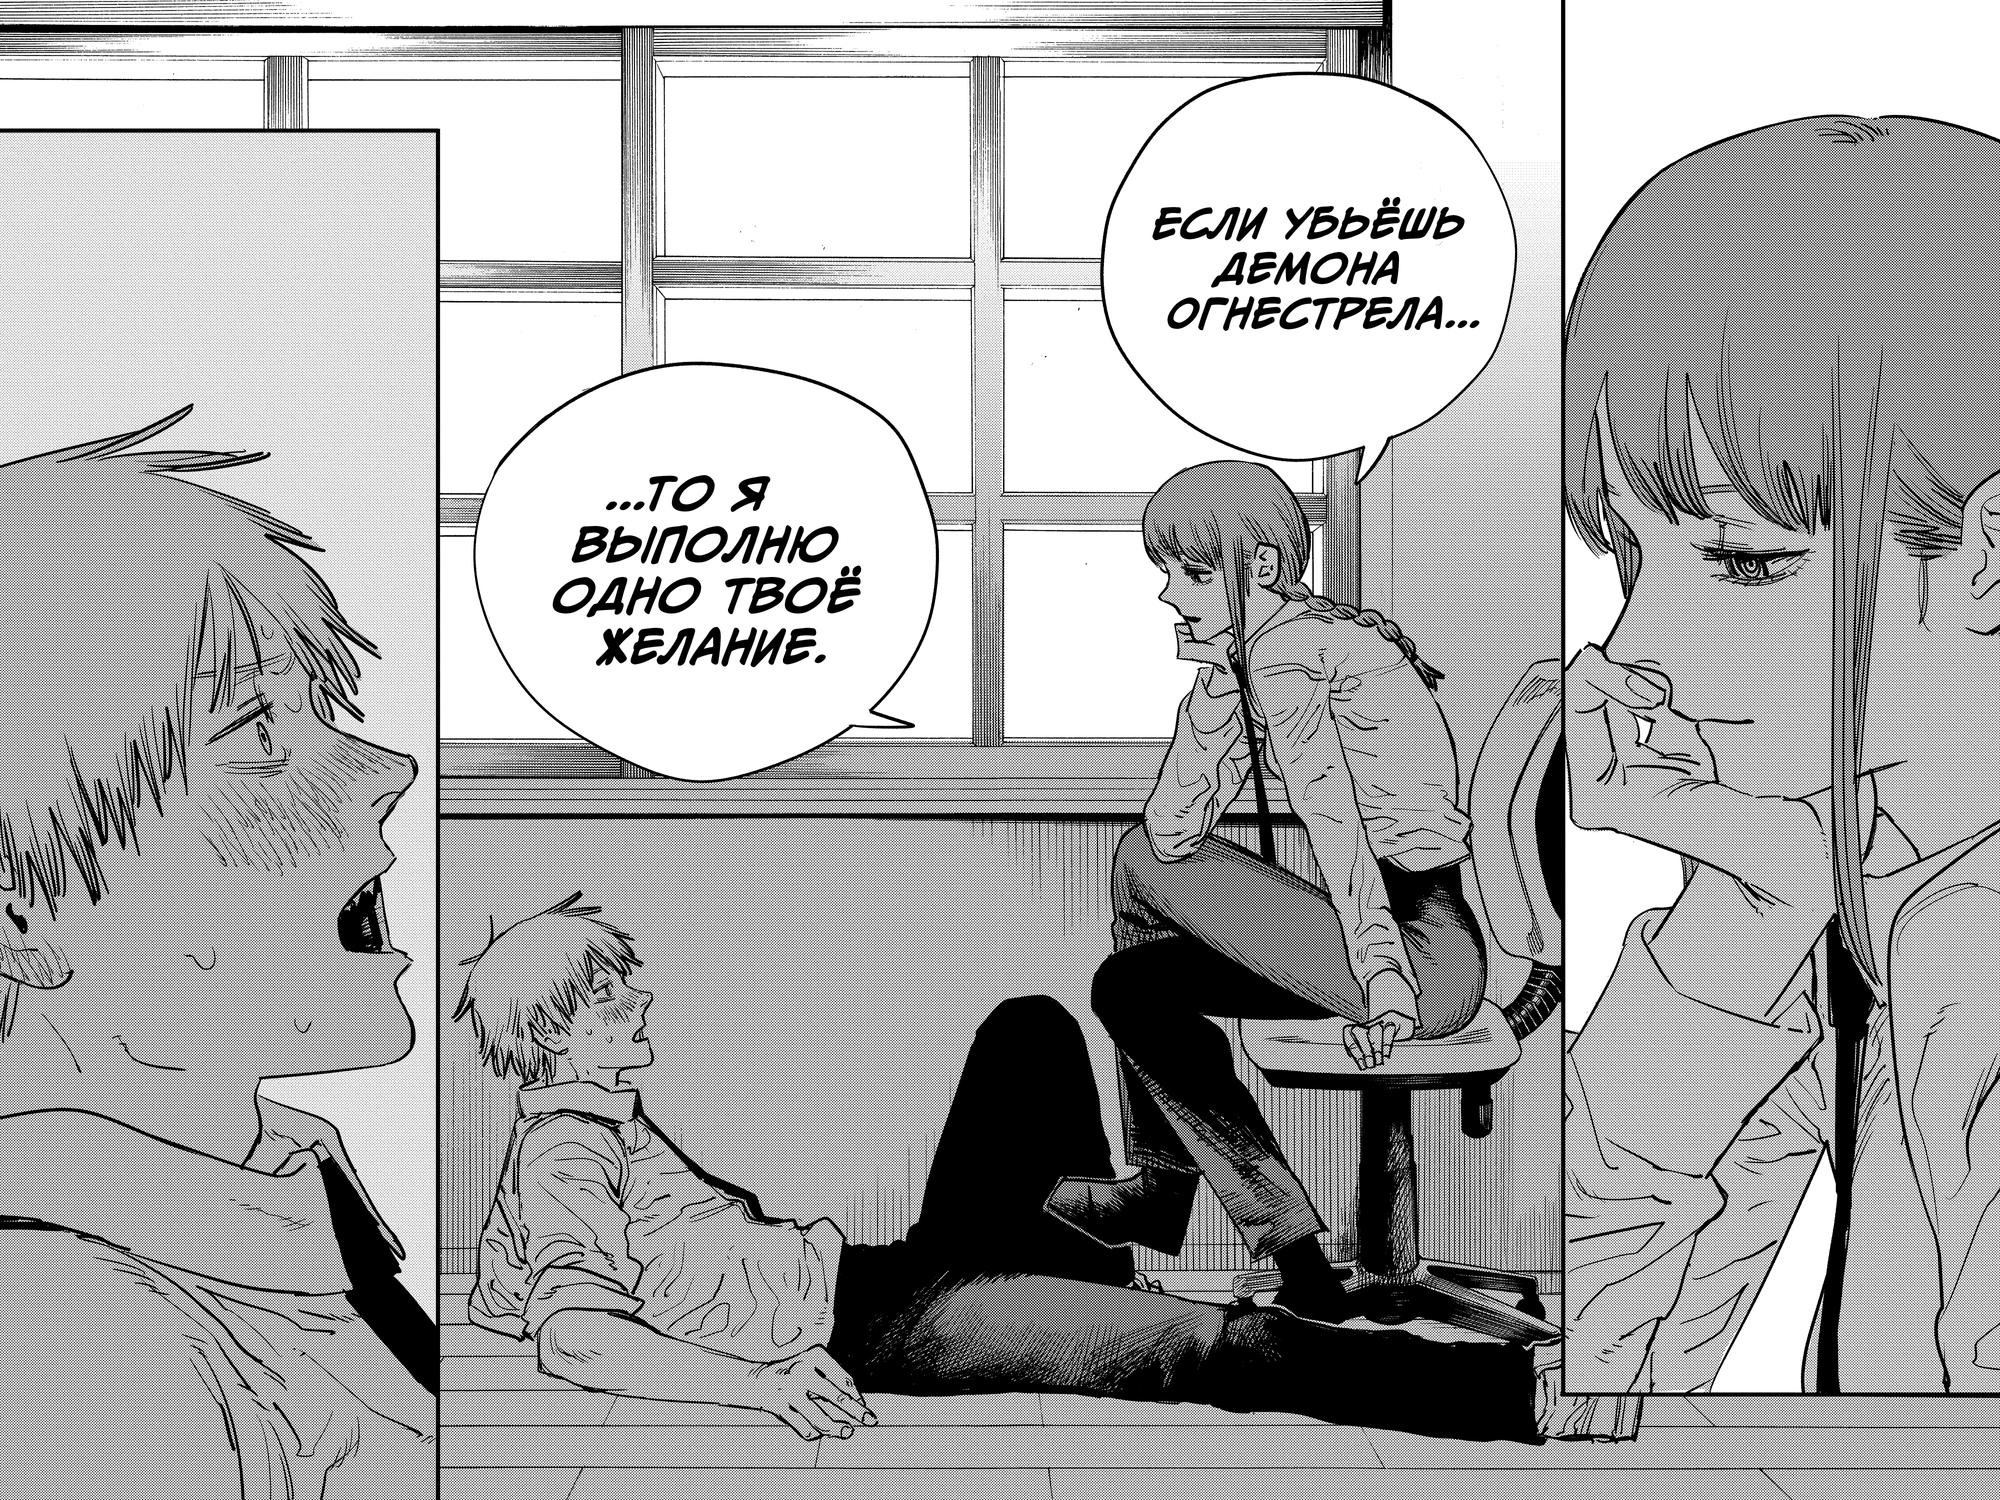 ЕСЛИ УБЬЁШЬ
ДЕМОНА
ОГНЕСТРЕЛА...
...ТО Я
ВЫПОЛНЮ
ОДНО ТВОЁ
ЖЕЛАНИЕ.